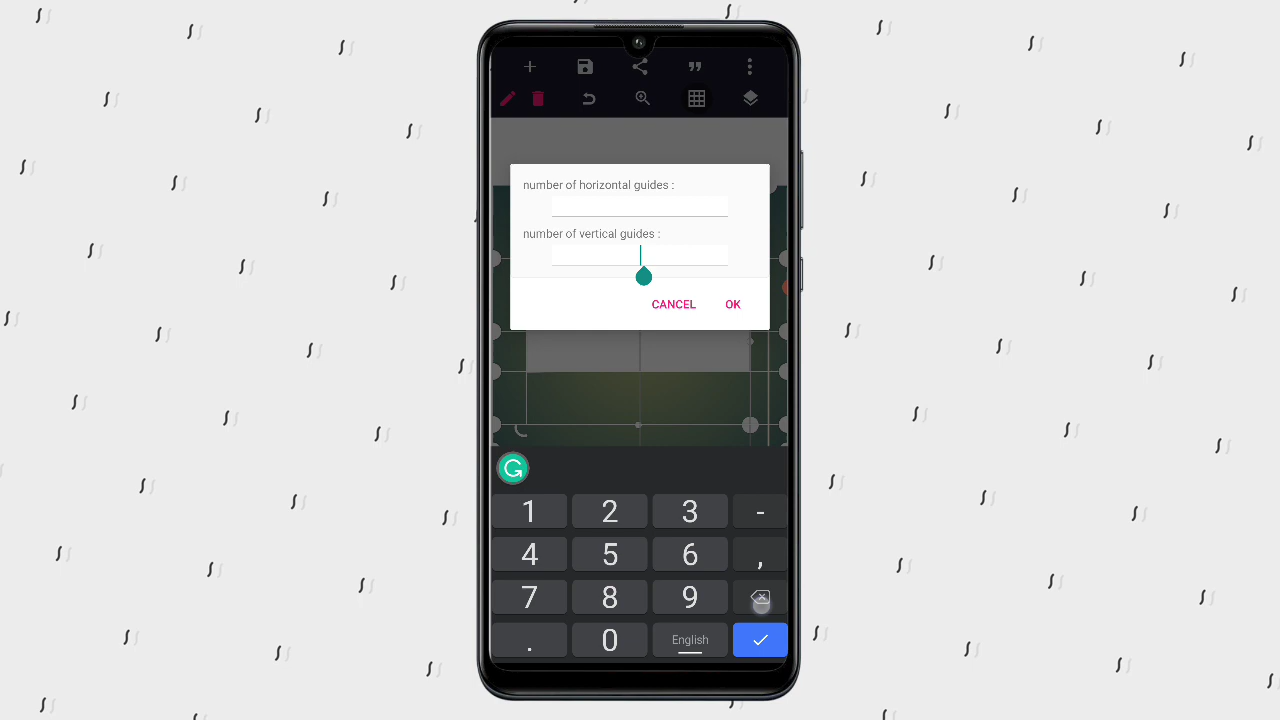 number of horizontal guides :
number of vertical guides :
CANCEL OK
1 2 3 -
4 5 6 ,
7 8 9
. 0 English